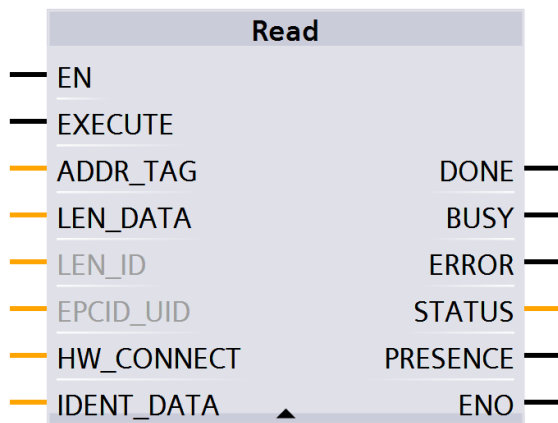 Read
EN
EXECUTE
ADDR_TAG DONE
LEN_DATA BUSY
LEN_ID ERROR
EPCID_UID STATUS
HW_CONNECT PRESENCE
IDENT_DATA ENO